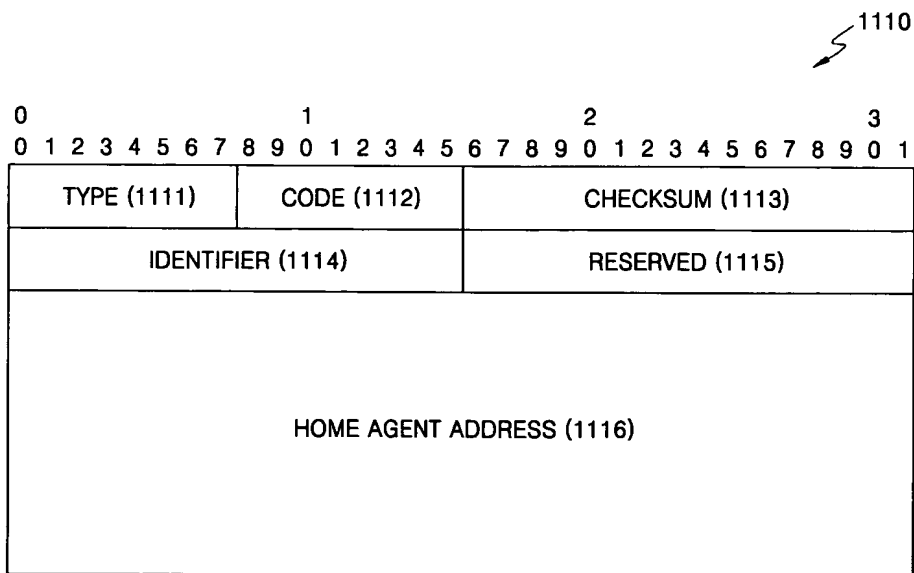 1110
0 1 2 3
0 1 2 3 4 5 6 7 8 9 0 1 2 3 4 5 6 7 8 9 0 1 2 3 4 5 6 7 8 9 0 1
TYPE (1111) CODE (1112) CHECKSUM (1113)
IDENTIFIER (1114) RESERVED (1115)
HOME AGENT ADDRESS (1116)